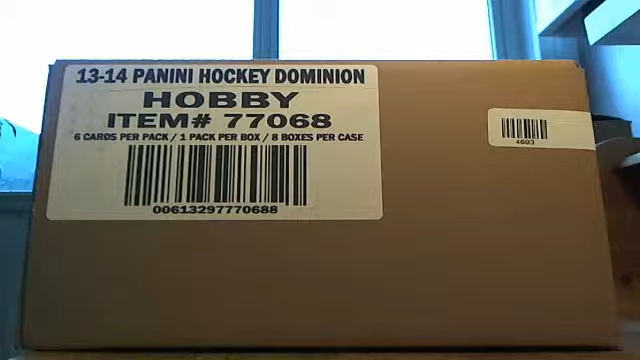 13-14 PANINI HOCKEY DOMINION
HOBBY
ITEM# 77068
6 CARDS PER PACK / 1 PACK PER BOX / 8 BOXES PER CASE
00613297770688
4603